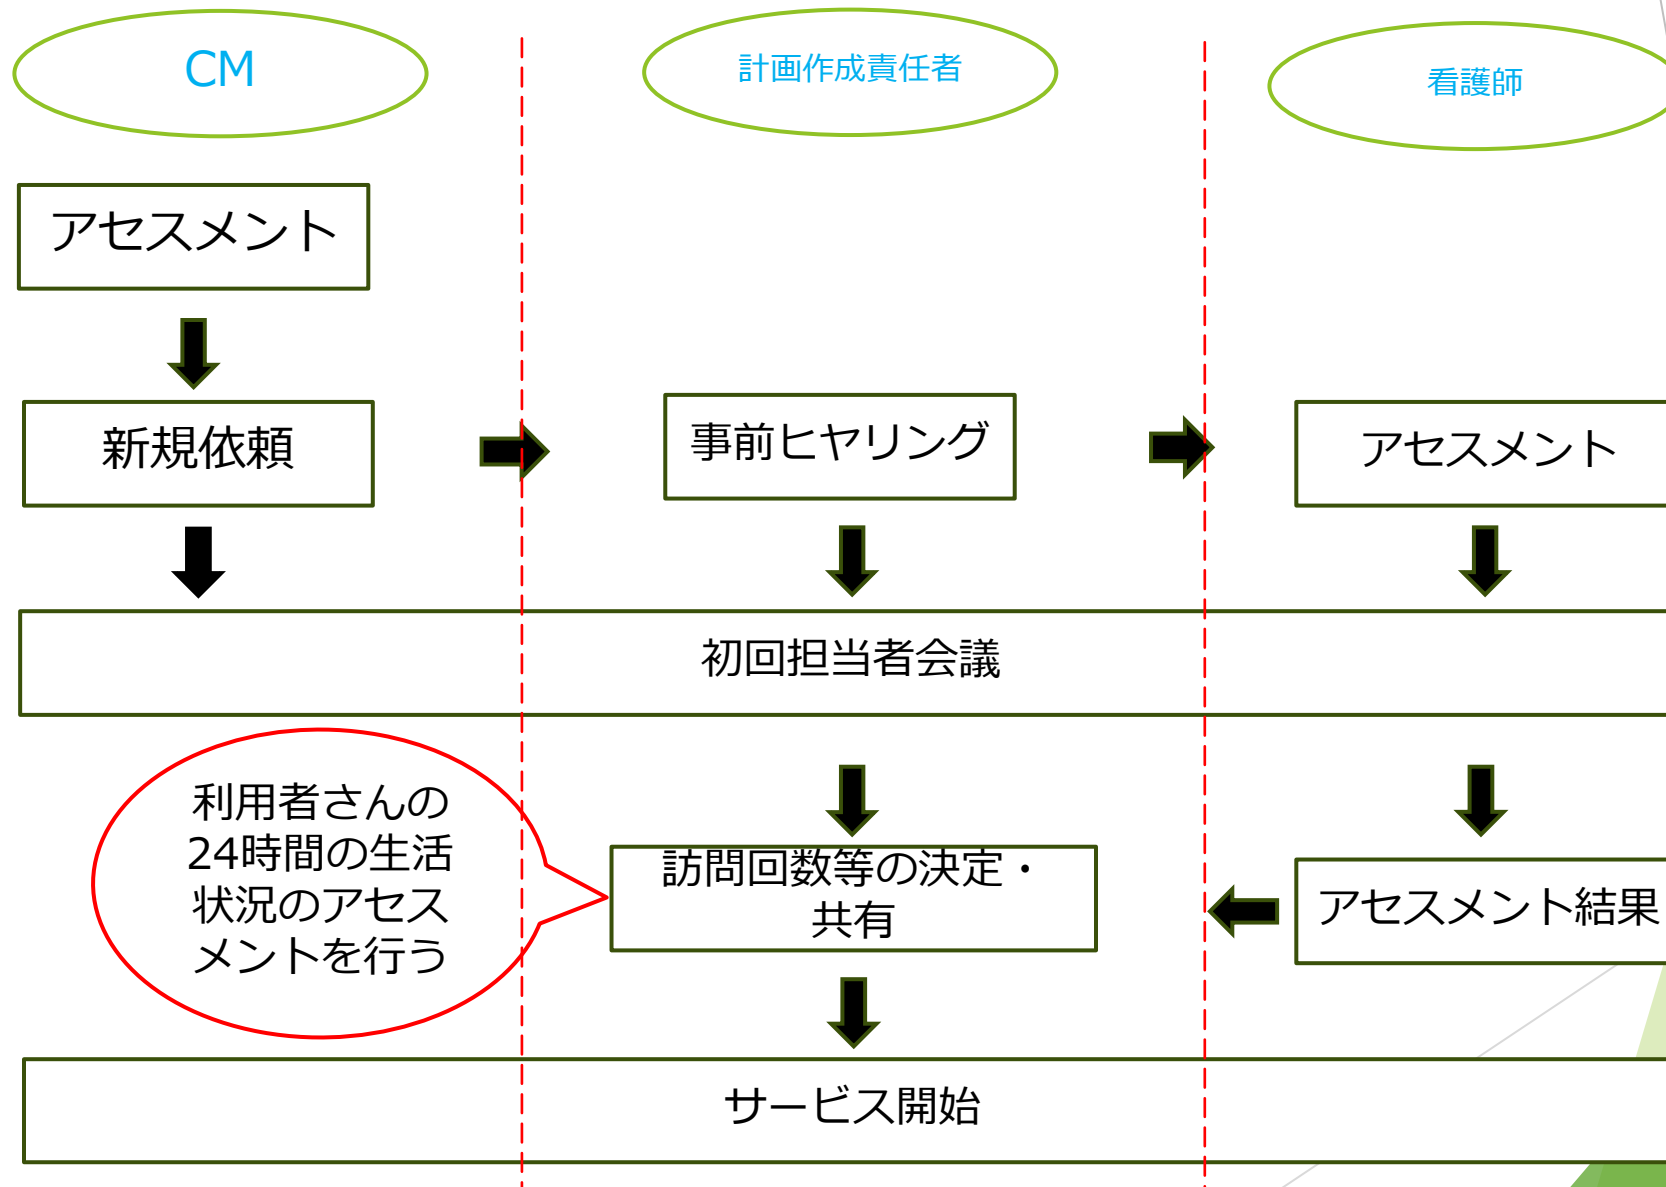 CM
計画作成責任者
看護師
アセスメント
新規依頼
事前ヒヤリング
アセスメント
初回担当者会議
利用者さんの
24時間の生活
状況のアセス
メントを行う
訪問回数等の決定・
共有
アセスメント結果
サービス開始